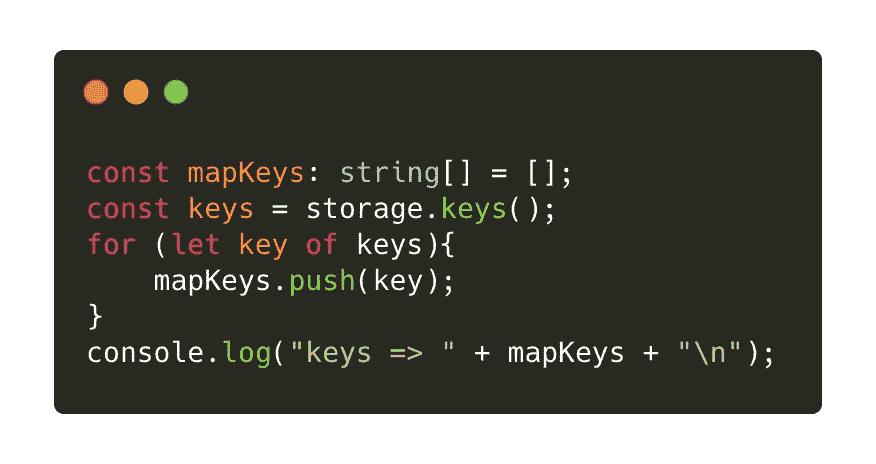 const mapKeys: string[] = [];
const keys = storage.keys();
for (let key of keys){
    mapKeys.push(key);
}
console.log("keys => " + mapKeys + "\n");